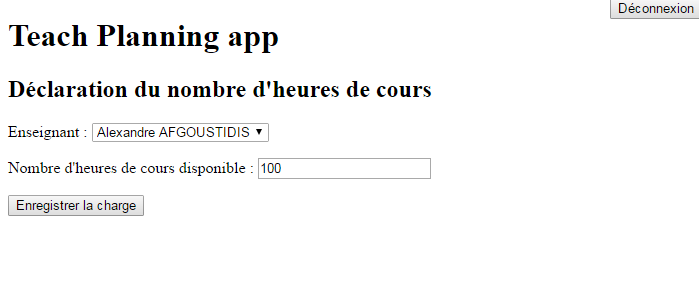 Déconnexion
Teach Planning app
Déclaration du nombre d'heures de cours
Enseignant : Alexandre AFGOUSTIDIS
Nombre d'heures de cours disponible : 100
Enregistrer la charge